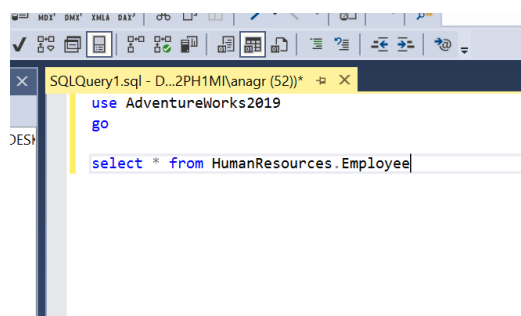 MDX' DMX' XMLA DAX'
SQLQuery1.sql - D...2PH1MI\anagr (52))*
use AdventureWorks2019
go
DESK
select * from HumanResources.Employee